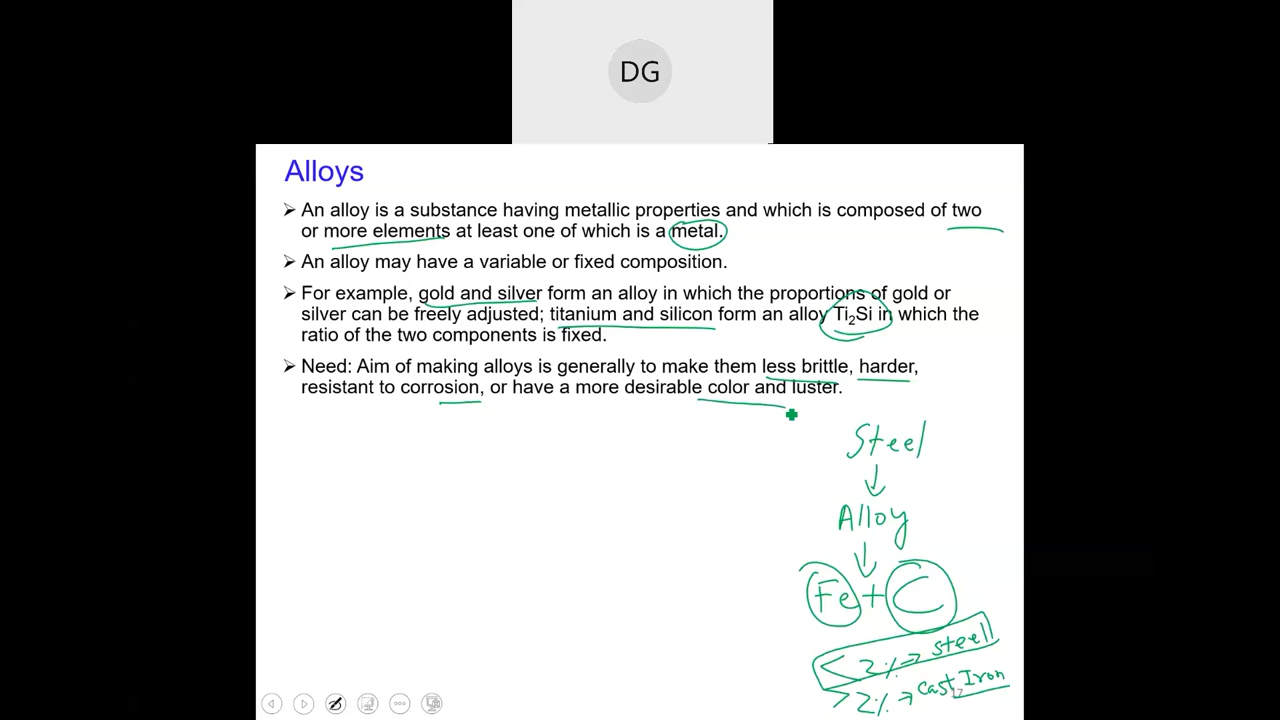 DG
Alloys
➢ An alloy is a substance having metallic properties and which is composed of two
or more elements at least one of which is a metal.
➢ An alloy may have a variable or fixed composition.
➢ For example, gold and silver form an alloy in which the proportions of gold or
silver can be freely adjusted; titanium and silicon form an alloy Ti₂Si in which the
ratio of the two components is fixed.
➢ Need: Aim of making alloys is generally to make them less brittle, harder,
resistant to corrosion, or have a more desirable color and luster.
Steel
↓
Alloy
↓
Fe + C
< 2% → steel
> 2% → cast Iron